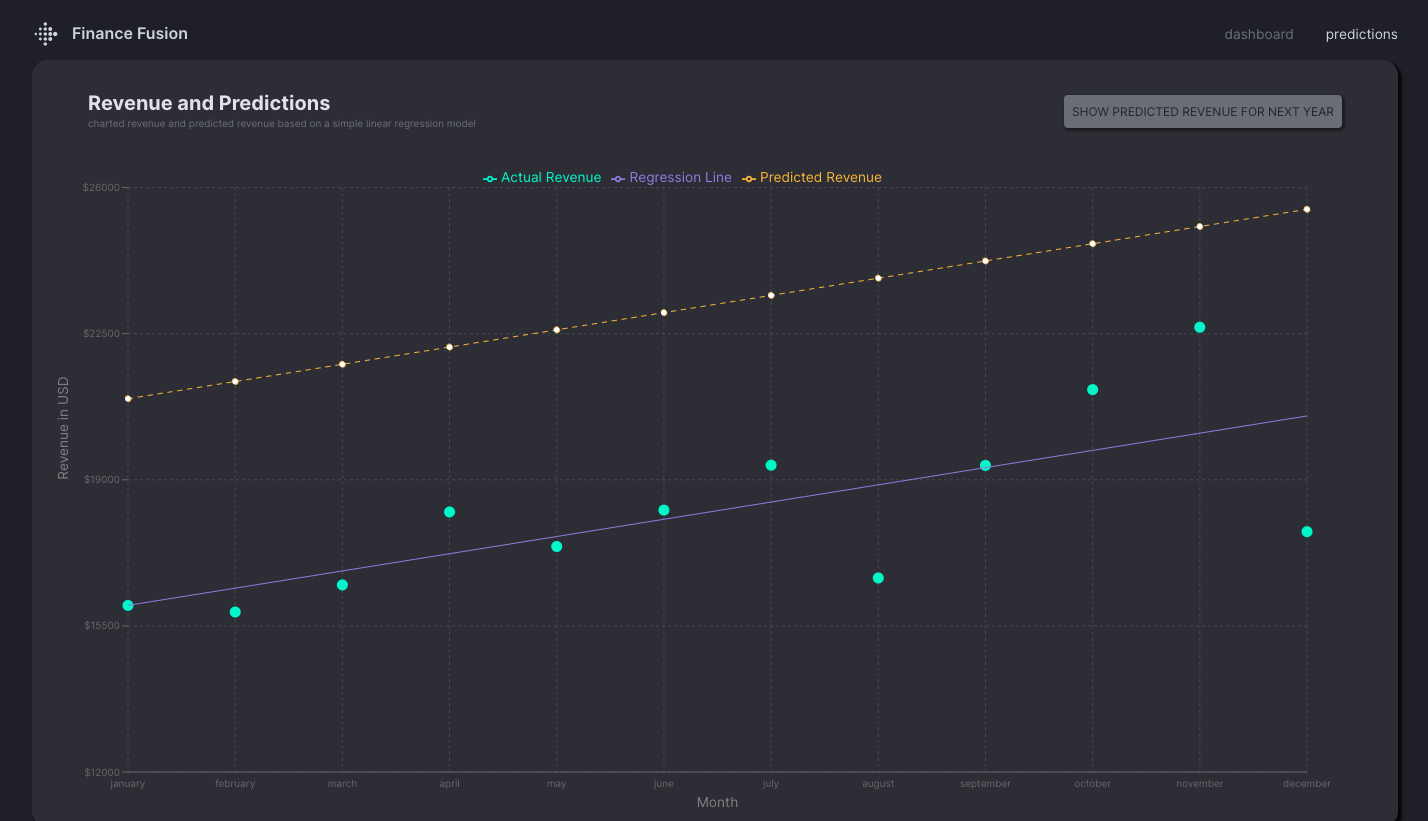 Finance Fusion
dashboard
predictions
Revenue and Predictions
charted revenue and predicted revenue based on a simple linear regression model
SHOW PREDICTED REVENUE FOR NEXT YEAR
Actual Revenue
Regression Line
Predicted Revenue
$26000
$22500
$19000
$15500
$12000
Revenue in USD
january
february
march
april
may
june
july
august
september
october
november
december
Month